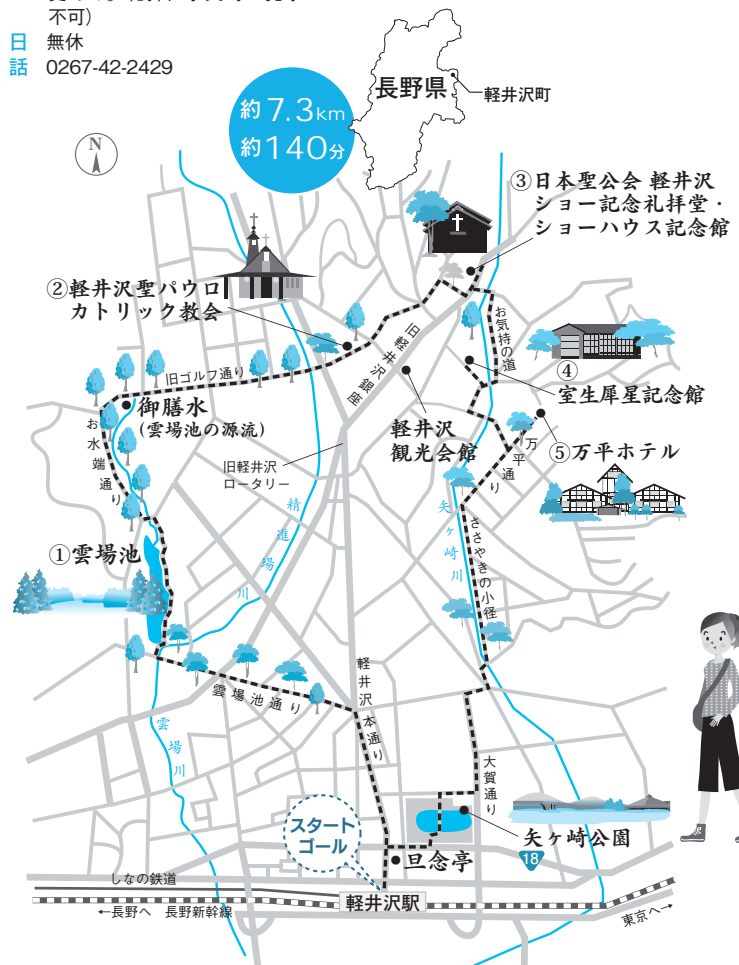 不可)
日 無休
話 0267-42-2429
長野県
軽井沢町
約7.3km
約140分
N
③日本聖公会 軽井沢
ショー記念礼拝堂・
ショーハウス記念館
②軽井沢聖パウロ
カトリック教会
お気持の道
旧軽井沢銀座
旧ゴルフ通り
④
室生犀星記念館
御膳水
(雲場池の源流)
お水端通り
軽井沢
観光会館
万平通り
⑤万平ホテル
旧軽井沢
ロータリー
精進場川
矢ヶ崎川
ささやきの小径
①雲場池
雲場池通り
軽井沢本通り
雲場川
大賀通り
スタート
ゴール
矢ヶ崎公園
旦念亭
18
しなの鉄道
軽井沢駅
←長野へ 長野新幹線
東京へ→